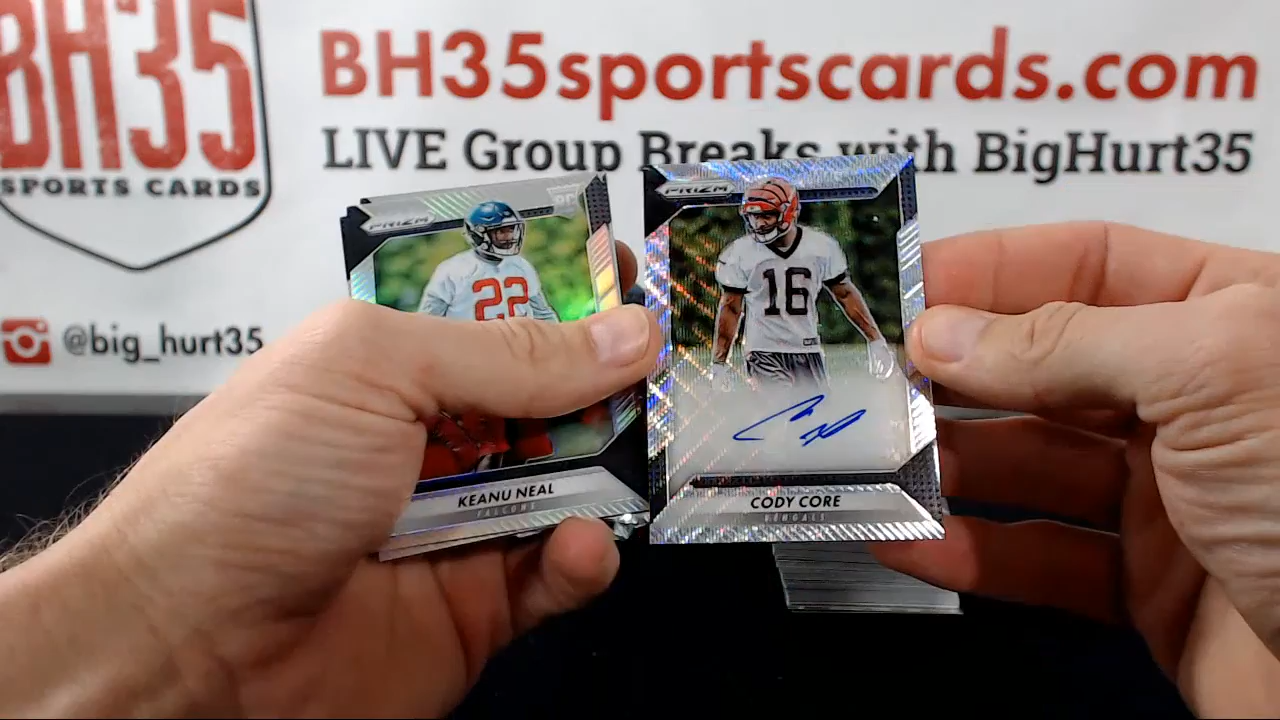 BH35
SPORTS CARDS
BH35sportscards.com
LIVE Group Breaks with BigHurt35
@big_hurt35
PRIZM
RC
22
KEANU NEAL
FALCONS
PRIZM
16
CODY CORE
BENGALS